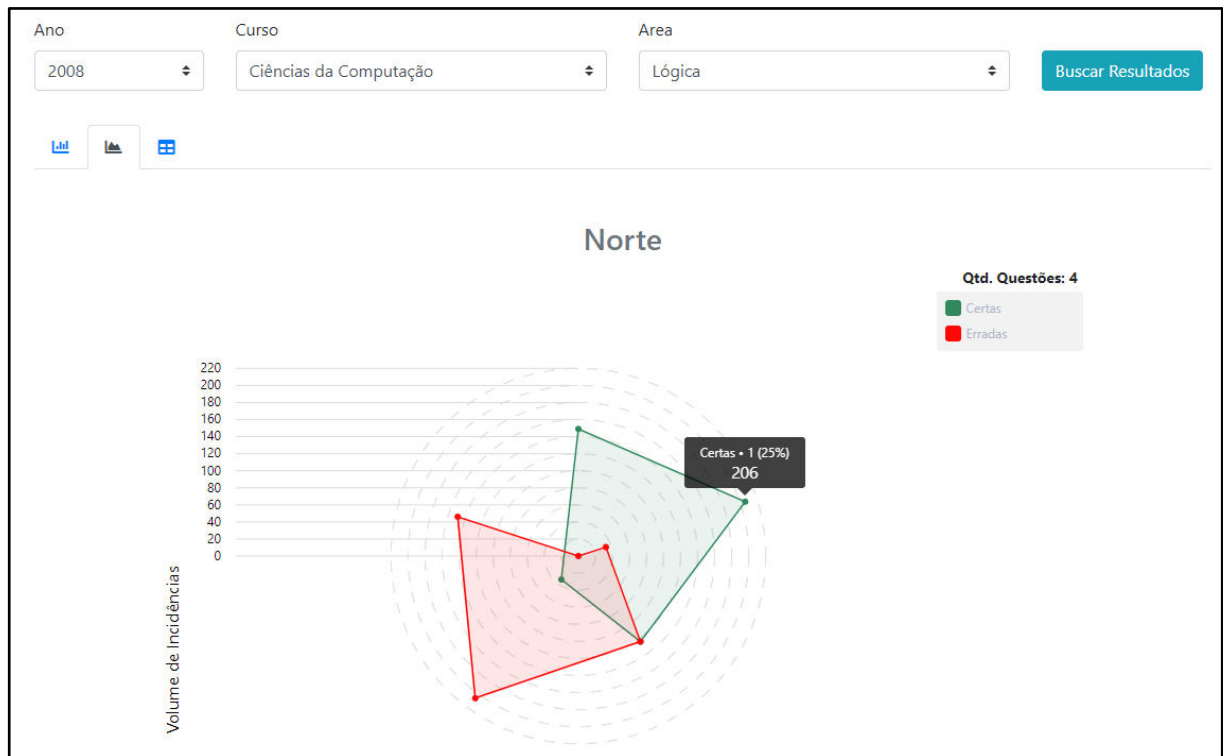 Ano
Curso
Area
2008
Ciências da Computação
Lógica
Buscar Resultados
Norte
Qtd. Questões: 4
Certas
Erradas
220
200
180
160
140
120
100
80
60
40
20
0
Certas • 1 (25%)
206
Volume de Incidências